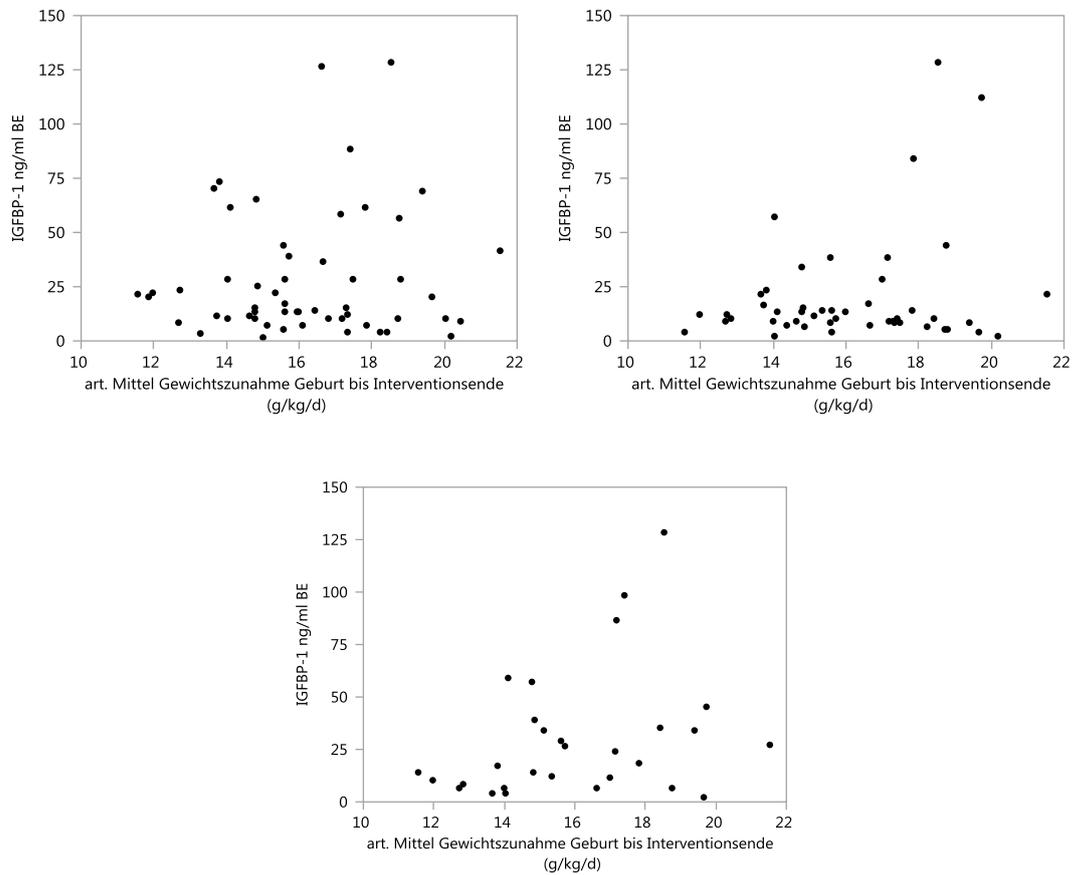 150
125
100
75
50
25
0
IGFBP-1 ng/ml BE
10 12 14 16 18 20 22
art. Mittel Gewichtszunahme Geburt bis Interventionsende
(g/kg/d)
150
125
100
75
50
25
0
IGFBP-1 ng/ml BE
10 12 14 16 18 20 22
art. Mittel Gewichtszunahme Geburt bis Interventionsende
(g/kg/d)
150
125
100
75
50
25
0
IGFBP-1 ng/ml BE
10 12 14 16 18 20 22
art. Mittel Gewichtszunahme Geburt bis Interventionsende
(g/kg/d)